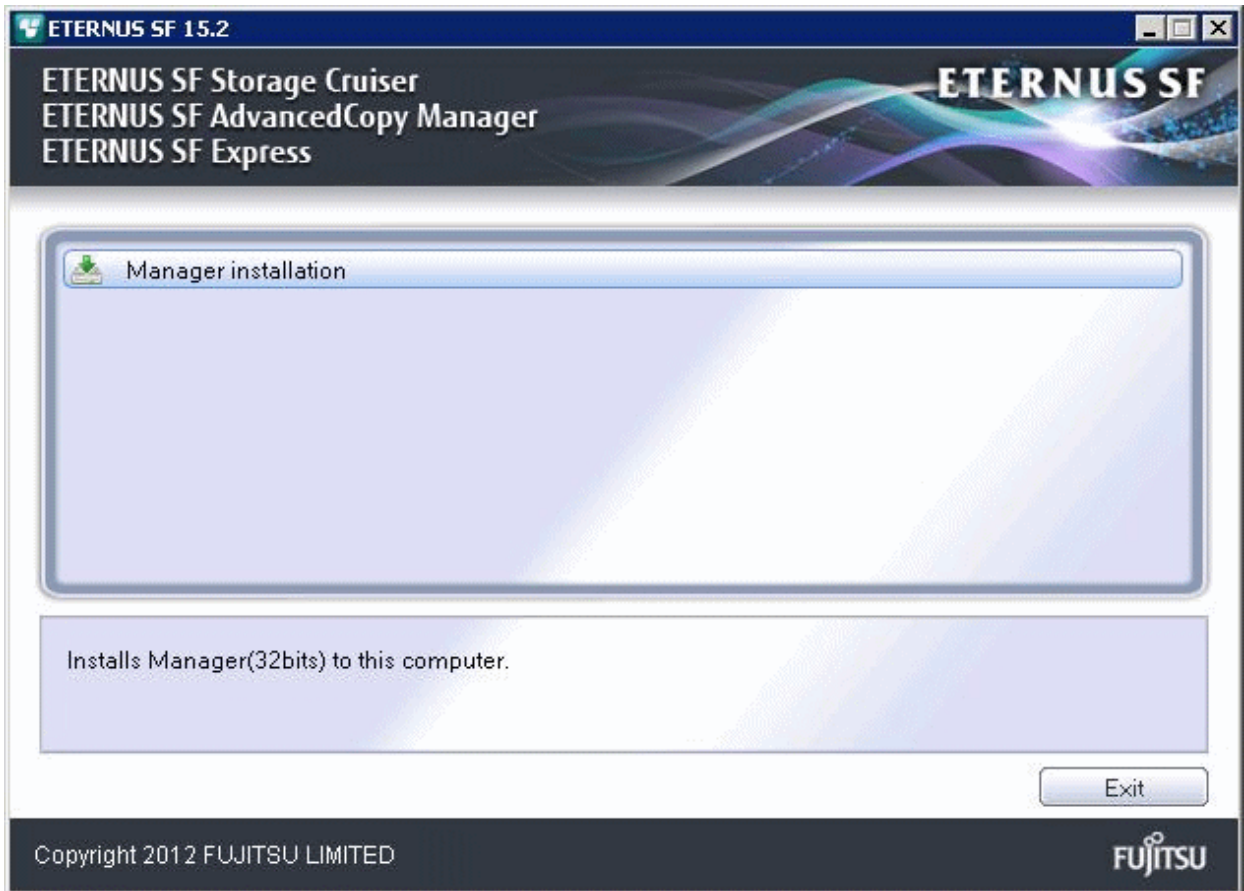 ETERNUS SF 15.2
ETERNUS SF Storage Cruiser
ETERNUS SF AdvancedCopy Manager
ETERNUS SF Express
ETERNUS SF
Manager installation
Installs Manager(32bits) to this computer.
Exit
Copyright 2012 FUJITSU LIMITED
FUJITSU